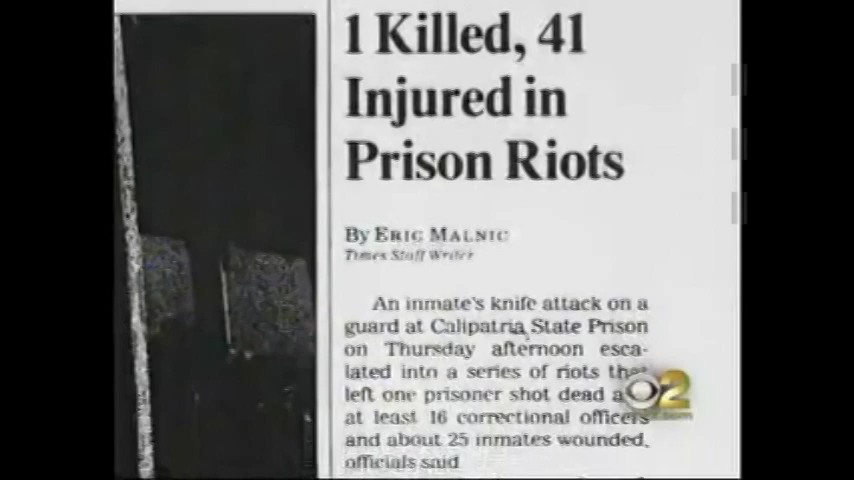 1 Killed, 41
Injured in
Prison Riots
By ERIC MALNIC
Times Staff Writer
An inmate's knife attack on a
guard at Calipatria State Prison
on Thursday afternoon esca-
lated into a series of riots that
left one prisoner shot dead a
at least 16 correctional officers
and about 25 inmates wounded,
officials said
2